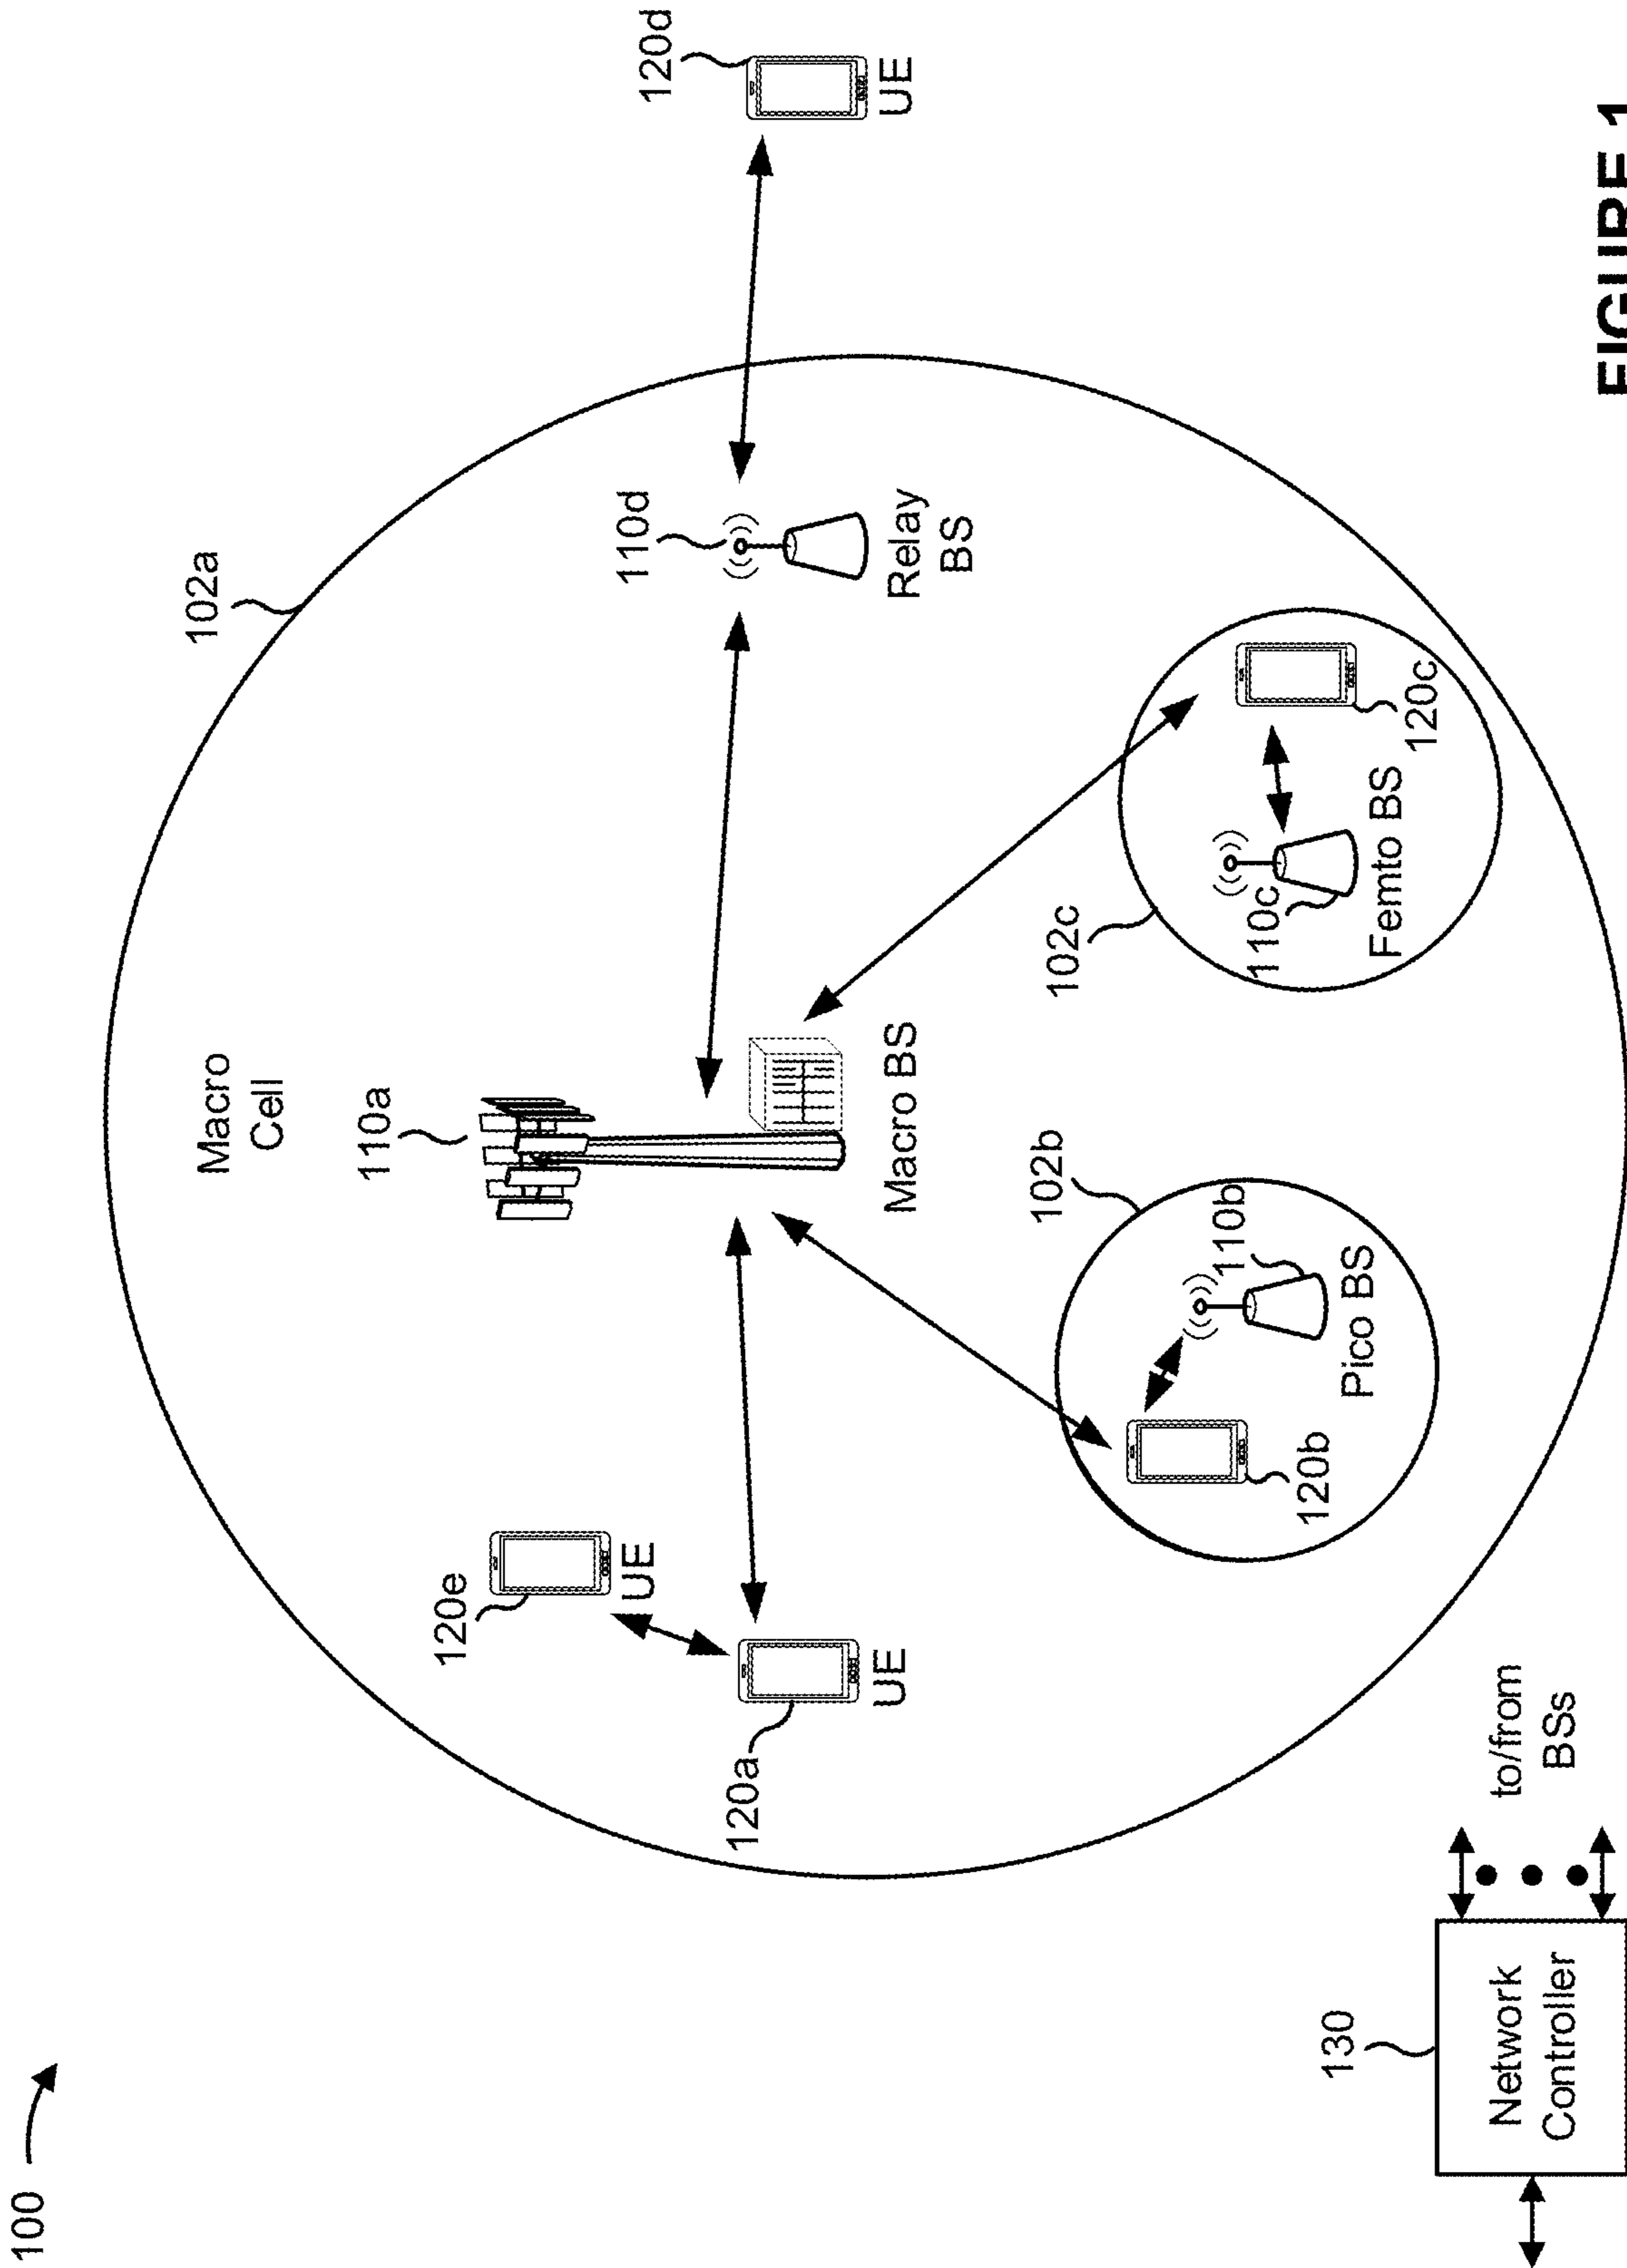 100
102a
Macro
Cell
110a
120e
UE
120a
UE
Macro BS
110d
Relay
BS
120d
UE
102b
110b
Pico BS
120b
102c
110c
Femto BS
120c
130
Network
Controller
to/from
BSs
FIGURE 1